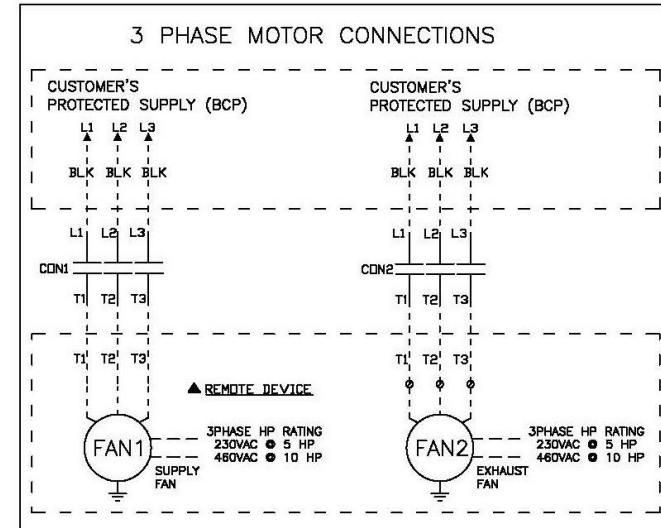 3 PHASE MOTOR CONNECTIONS
CUSTOMER'S
PROTECTED SUPPLY (BCP)
L1 L2 L3
BLK BLK BLK
L1 L2 L3
CON1
T1 T2 T3
T1 T2 T3
REMOTE DEVICE
FAN1
3PHASE HP RATING
230VAC @ 5 HP
460VAC @ 10 HP
SUPPLY
FAN
CUSTOMER'S
PROTECTED SUPPLY (BCP)
L1 L2 L3
BLK BLK BLK
L1 L2 L3
CON2
T1 T2 T3
T1 T2 T3
FAN2
3PHASE HP RATING
230VAC @ 5 HP
460VAC @ 10 HP
EXHAUST
FAN